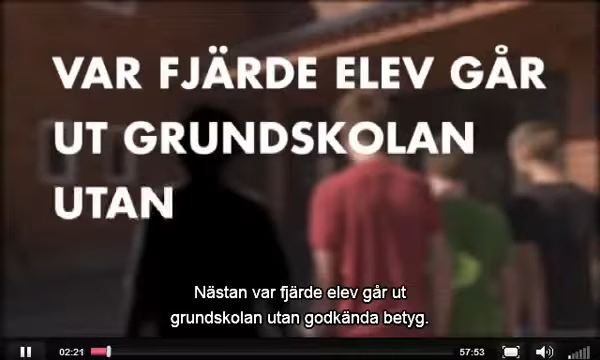 VAR FJÄRDE ELEV GÅR
UT GRUNDSKOLAN
UTAN
Nästan var fjärde elev går ut
grundskolan utan godkända betyg.
02:21
57:53